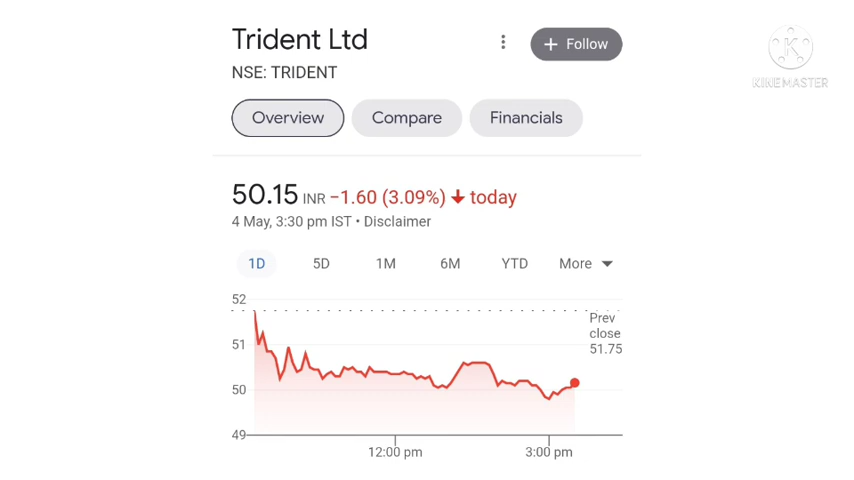 Trident Ltd
+ Follow
NSE: TRIDENT
K
KINEMASTER
Overview
Compare
Financials
50.15 INR −1.60 (3.09%) ↓ today
4 May, 3:30 pm IST • Disclaimer
1D
5D
1M
6M
YTD
More
52
51
50
49
Prev
close
51.75
12:00 pm
3:00 pm